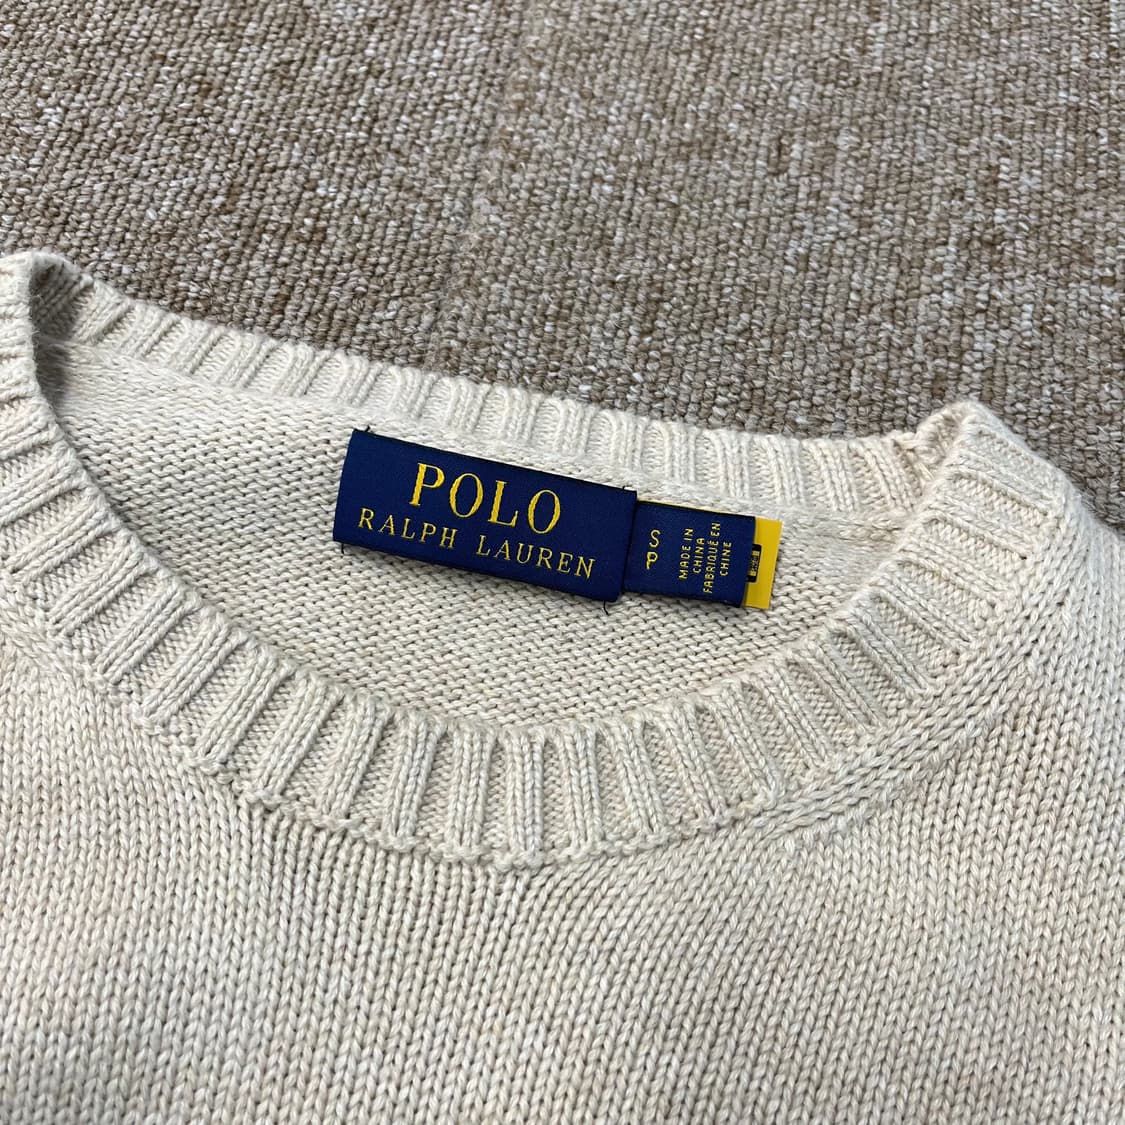 POLO
RALPH LAUREN
S
P
MADE IN
CHINA
FABRIQUÉ EN
CHINE